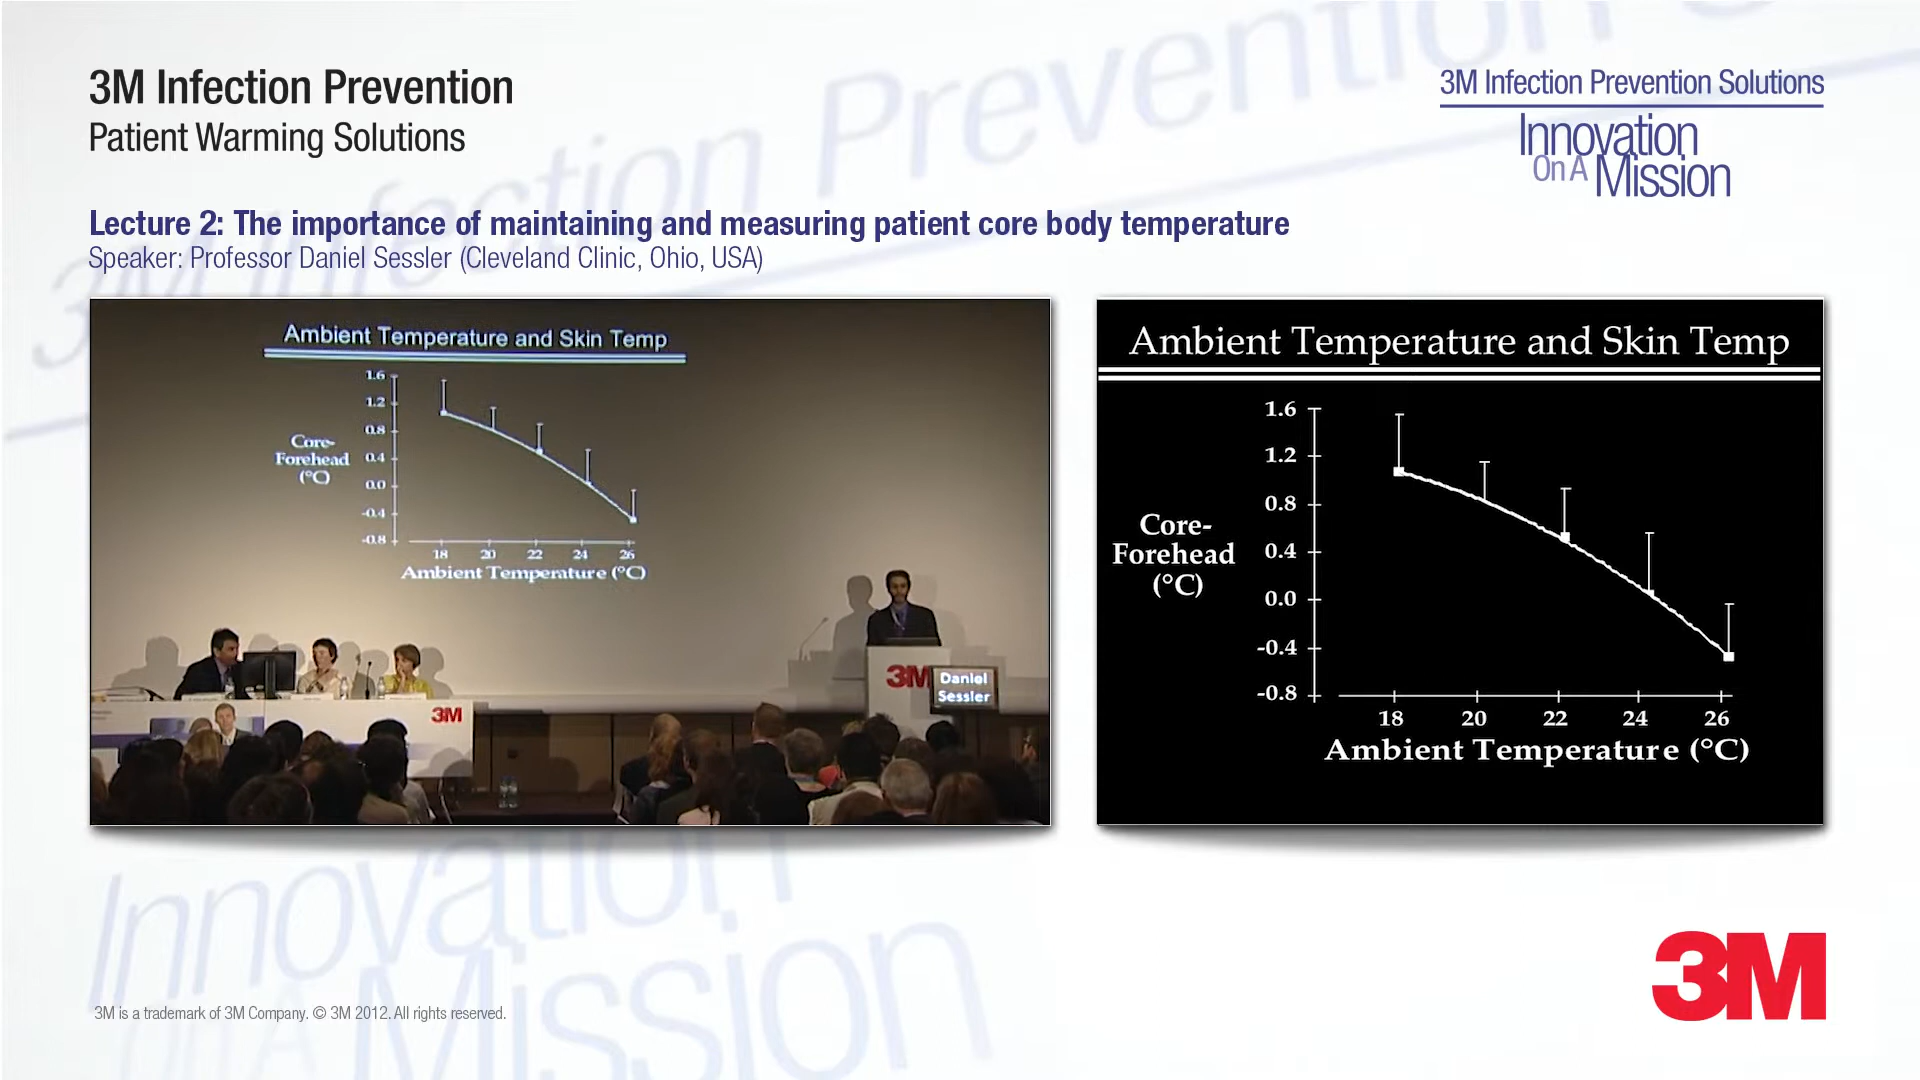 3M Infection Prevention
Patient Warming Solutions
3M Infection Prevention Solutions
Innovation
On A Mission
Lecture 2: The importance of maintaining and measuring patient core body temperature
Speaker: Professor Daniel Sessler (Cleveland Clinic, Ohio, USA)
Ambient Temperature and Skin Temp
1.6
1.2
0.8
0.4
0.0
-0.4
-0.8
Core-
Forehead
(°C)
18 20 22 24 26
Ambient Temperature (°C)
3M
Daniel
Sessler
3M
Ambient Temperature and Skin Temp
1.6
1.2
0.8
0.4
0.0
-0.4
-0.8
Core-
Forehead
(°C)
18 20 22 24 26
Ambient Temperature (°C)
3M Infection Prevention S
Innovation
On A Mission
3M
3M is a trademark of 3M Company. © 3M 2012. All rights reserved.